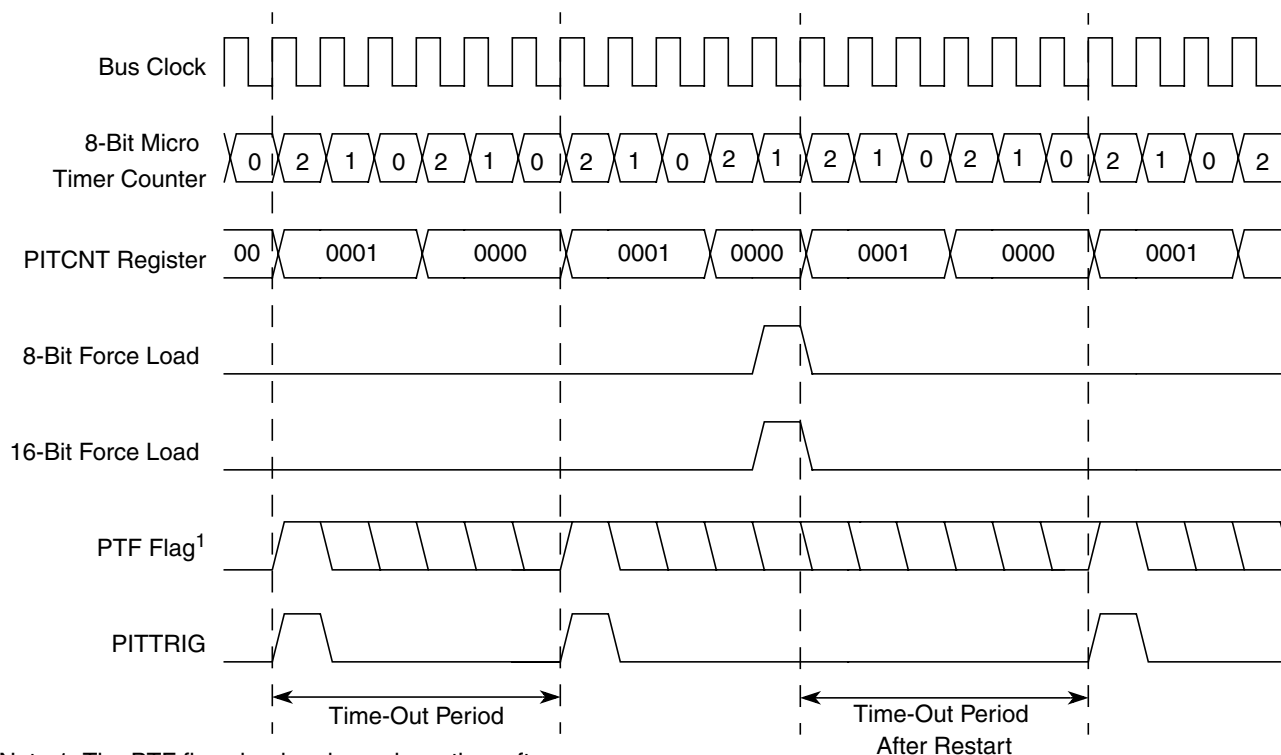 Bus Clock
8-Bit Micro
Timer Counter
0 2 1 0 2 1 0 2 1 0 2 1 2 1 0 2 1 0 2 1 0 2
PITCNT Register
00 0001 0000 0001 0000 0001 0000 0001
8-Bit Force Load
16-Bit Force Load
PTF Flag1
PITTRIG
Time-Out Period
Time-Out Period
After Restart